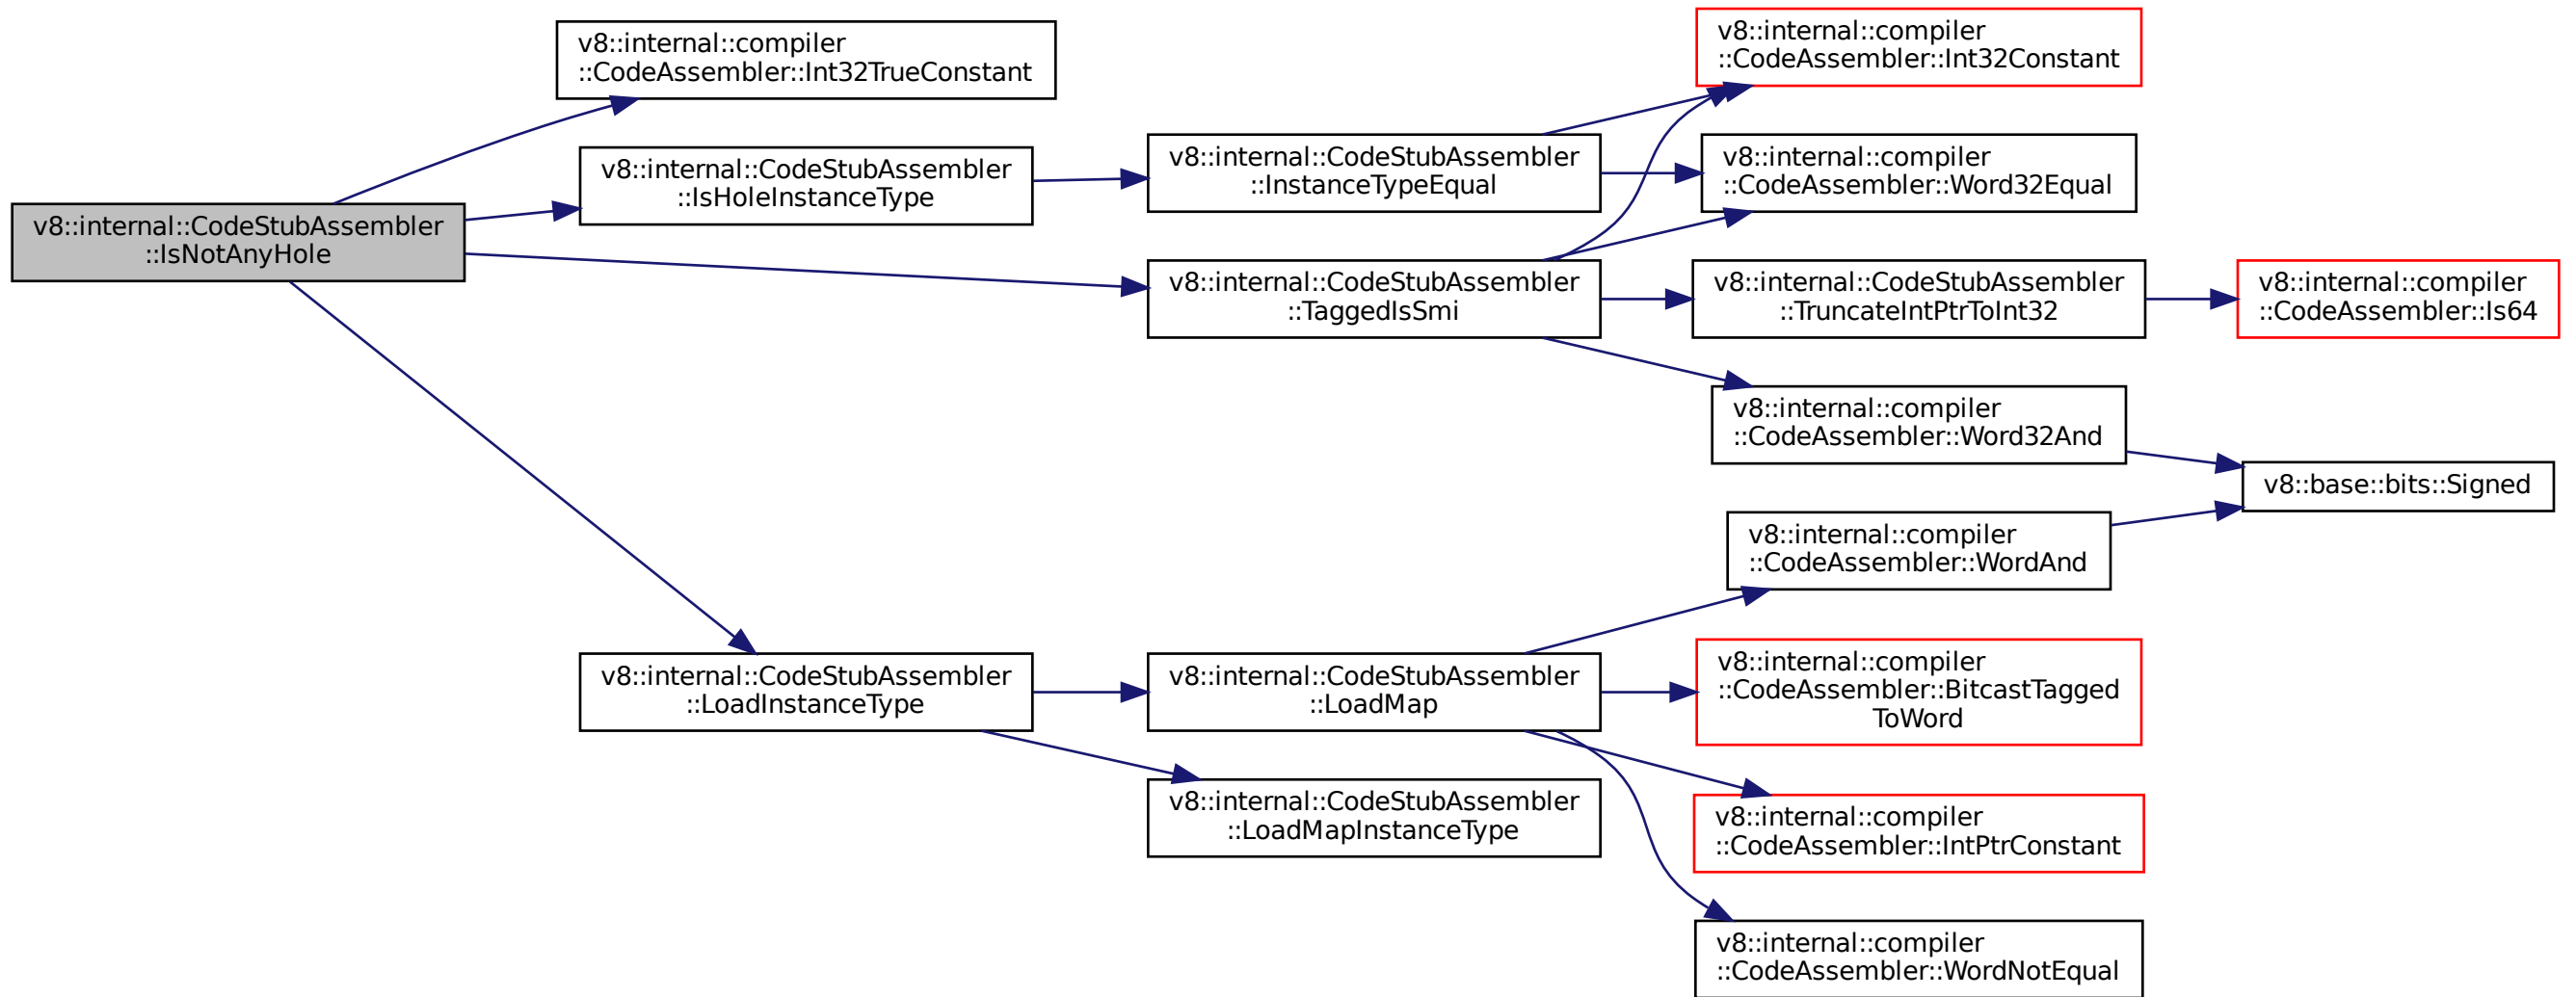 v8::internal::CodeStubAssembler
::IsNotAnyHole
v8::internal::compiler
::CodeAssembler::Int32TrueConstant
v8::internal::CodeStubAssembler
::IsHoleInstanceType
v8::internal::CodeStubAssembler
::LoadInstanceType
v8::internal::CodeStubAssembler
::InstanceTypeEqual
v8::internal::CodeStubAssembler
::TaggedIsSmi
v8::internal::CodeStubAssembler
::LoadMap
v8::internal::CodeStubAssembler
::LoadMapInstanceType
v8::internal::compiler
::CodeAssembler::Int32Constant
v8::internal::compiler
::CodeAssembler::Word32Equal
v8::internal::CodeStubAssembler
::TruncateIntPtrToInt32
v8::internal::compiler
::CodeAssembler::Word32And
v8::internal::compiler
::CodeAssembler::WordAnd
v8::internal::compiler
::CodeAssembler::BitcastTagged
ToWord
v8::internal::compiler
::CodeAssembler::IntPtrConstant
v8::internal::compiler
::CodeAssembler::WordNotEqual
v8::internal::compiler
::CodeAssembler::Is64
v8::base::bits::Signed